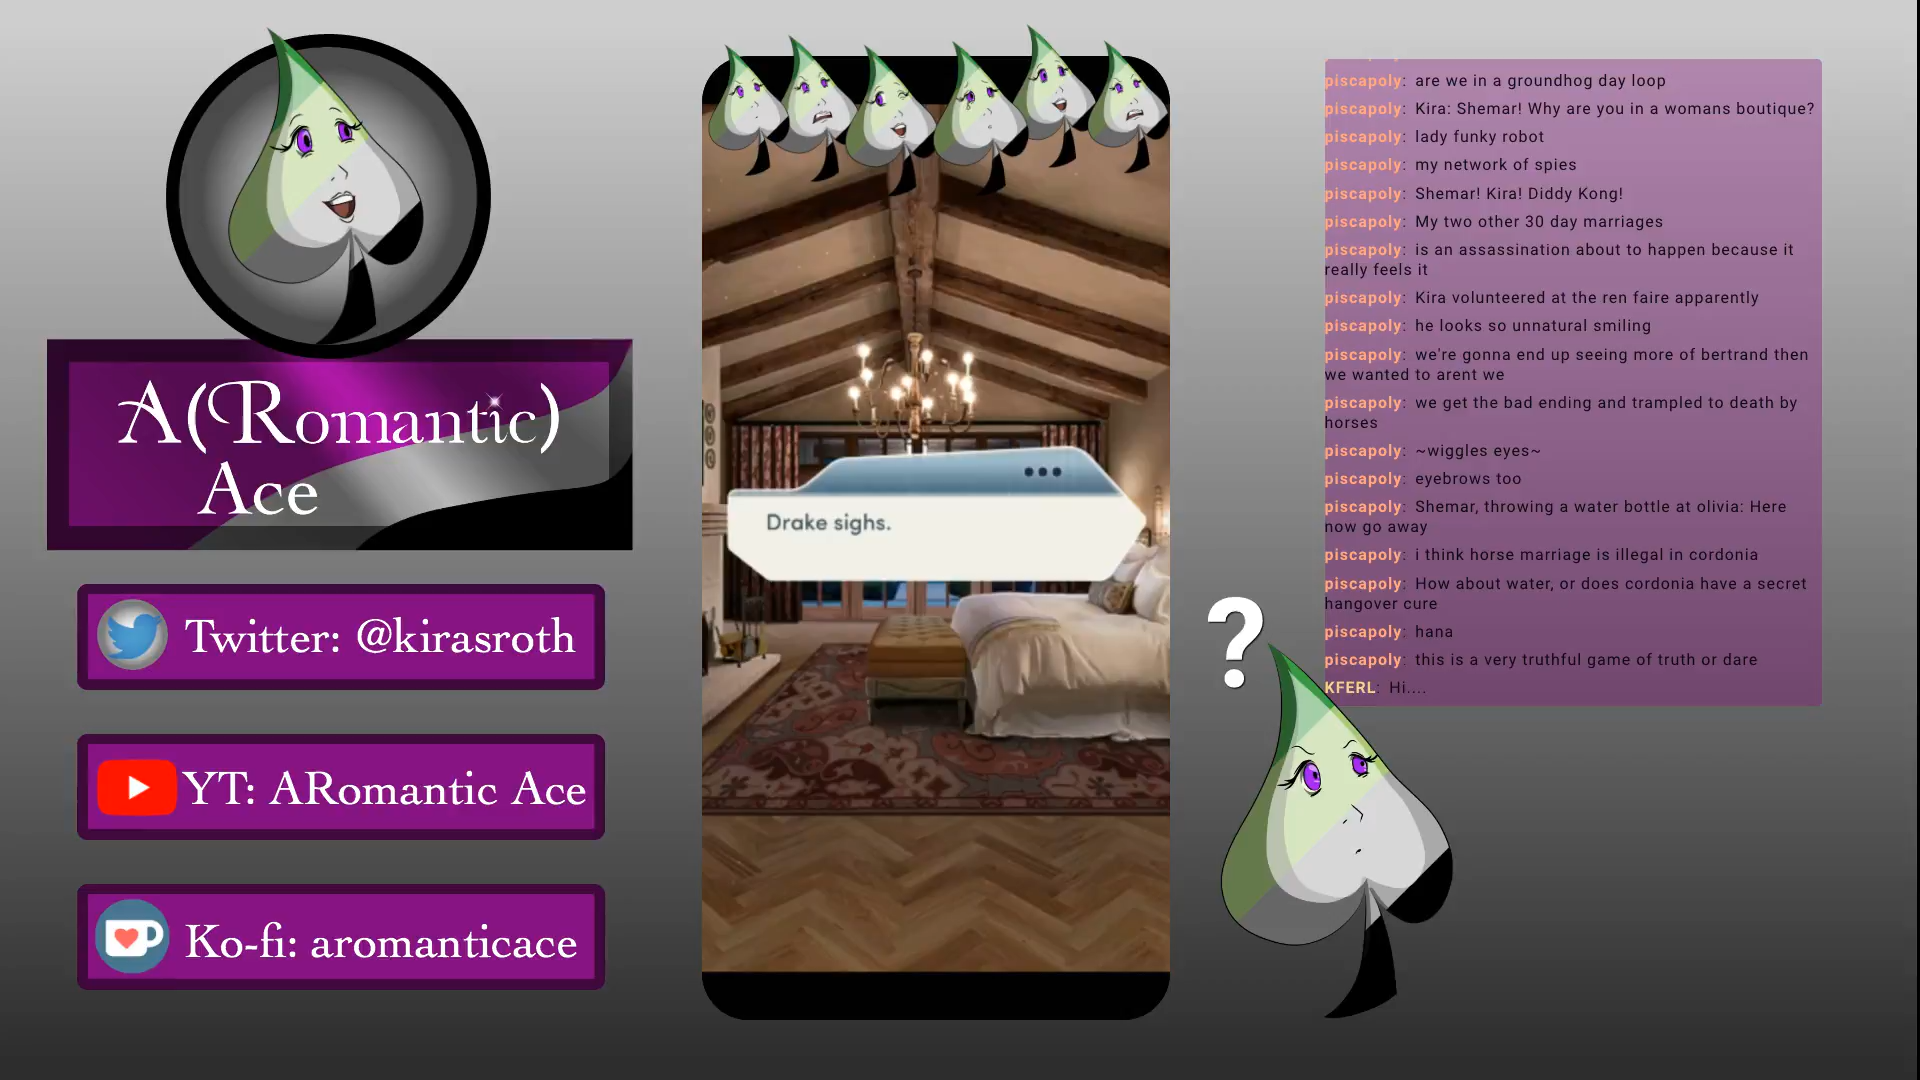 A(Romantic)
Ace
Twitter: @kirasroth
YT: ARomantic Ace
Ko-fi: aromanticace
Drake sighs.
?
piscapoly: are we in a groundhog day loop
piscapoly: Kira: Shemar! Why are you in a womans boutique?
piscapoly: lady funky robot
piscapoly: my network of spies
piscapoly: Shemar! Kira! Diddy Kong!
piscapoly: My two other 30 day marriages
piscapoly: is an assassination about to happen because it
really feels it
piscapoly: Kira volunteered at the ren faire apparently
piscapoly: he looks so unnatural smiling
piscapoly: we're gonna end up seeing more of bertrand then
we wanted to arent we
piscapoly: we get the bad ending and trampled to death by
horses
piscapoly: ~wiggles eyes~
piscapoly: eyebrows too
piscapoly: Shemar, throwing a water bottle at olivia: Here
now go away
piscapoly: i think horse marriage is illegal in cordonia
piscapoly: How about water, or does cordonia have a secret
hangover cure
piscapoly: hana
piscapoly: this is a very truthful game of truth or dare
KFERL: Hi....